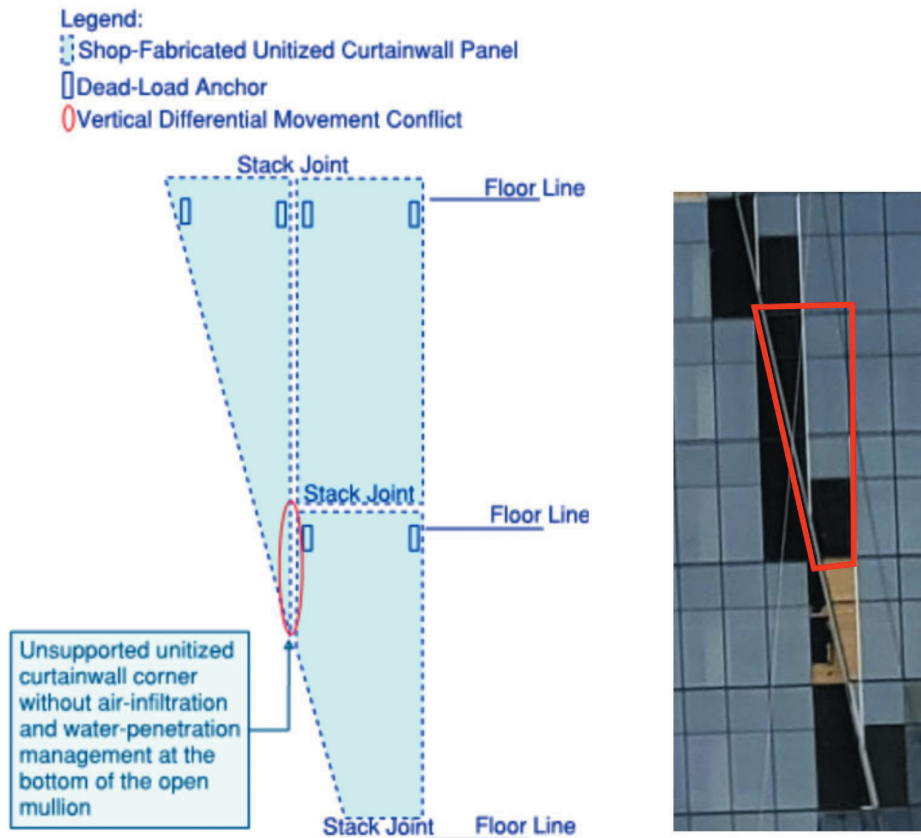 Legend:
Shop-Fabricated Unitized Curtainwall Panel
Dead-Load Anchor
Vertical Differential Movement Conflict
Stack Joint
Floor Line
Stack Joint
Floor Line
Unsupported unitized
curtainwall corner
without air-infiltration
and water-penetration
management at the
bottom of the open
mullion
Stack Joint Floor Line